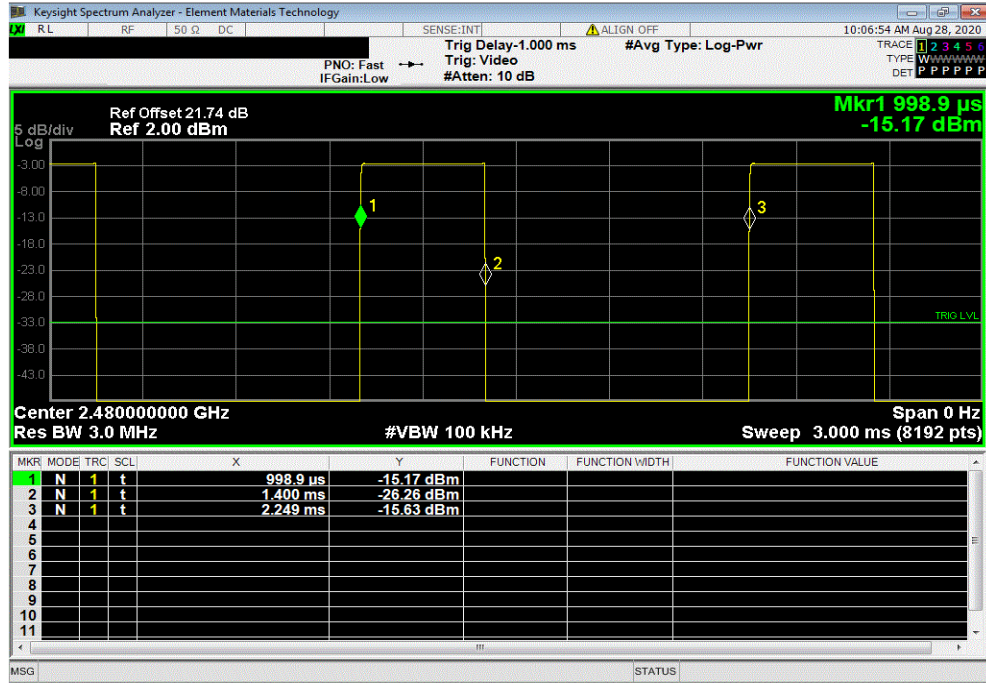 Keysight Spectrum Analyzer - Element Materials Technology
LXI RL RF 50 Ω DC SENSE:INT ALIGN OFF 10:06:54 AM Aug 28, 2020
Trig Delay-1.000 ms #Avg Type: Log-Pwr TRACE 1 2 3 4 5 6
PNO: Fast Trig: Video TYPE WWWWWW
IFGain:Low #Atten: 10 dB DET P P P P P P
Mkr1 998.9 µs
-15.17 dBm
Ref Offset 21.74 dB
5 dB/div Ref 2.00 dBm
Log
-3.00
-8.00
1
3
-13.0
-18.0
2
-23.0
-28.0
TRIG LVL
-33.0
-38.0
-43.0
Center 2.480000000 GHz Span 0 Hz
Res BW 3.0 MHz #VBW 100 kHz Sweep 3.000 ms (8192 pts)
MKR MODE TRC SCL X Y FUNCTION FUNCTION WIDTH FUNCTION VALUE
1 N 1 t 998.9 µs -15.17 dBm
2 N 1 t 1.400 ms -26.26 dBm
3 N 1 t 2.249 ms -15.63 dBm
4
5
6
7
8
9
10
11
MSG STATUS